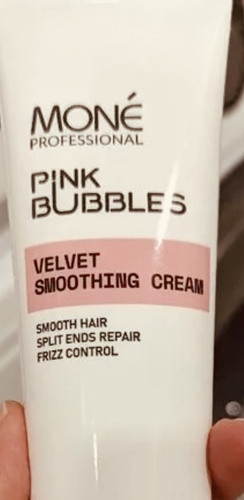 MONÉ
PROFESSIONAL
PINK
BUBBLES
VELVET
SMOOTHING CREAM
SMOOTH HAIR
SPLIT ENDS REPAIR
FRIZZ CONTROL